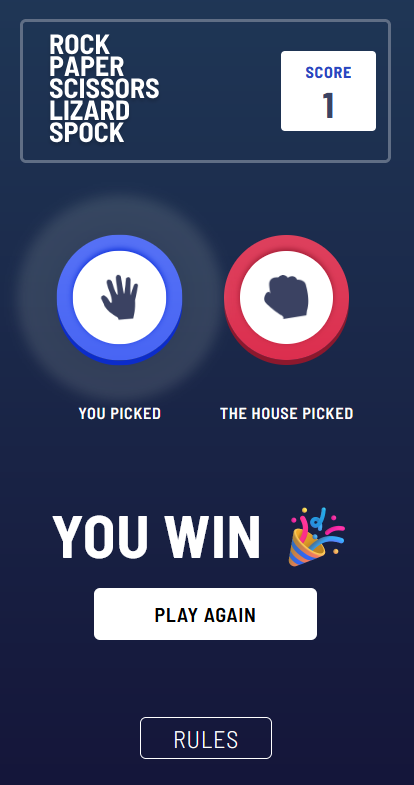 ROCK
PAPER
SCISSORS
LIZARD
SPOCK
SCORE
1
YOU PICKED
THE HOUSE PICKED
YOU WIN 🎉
PLAY AGAIN
RULES